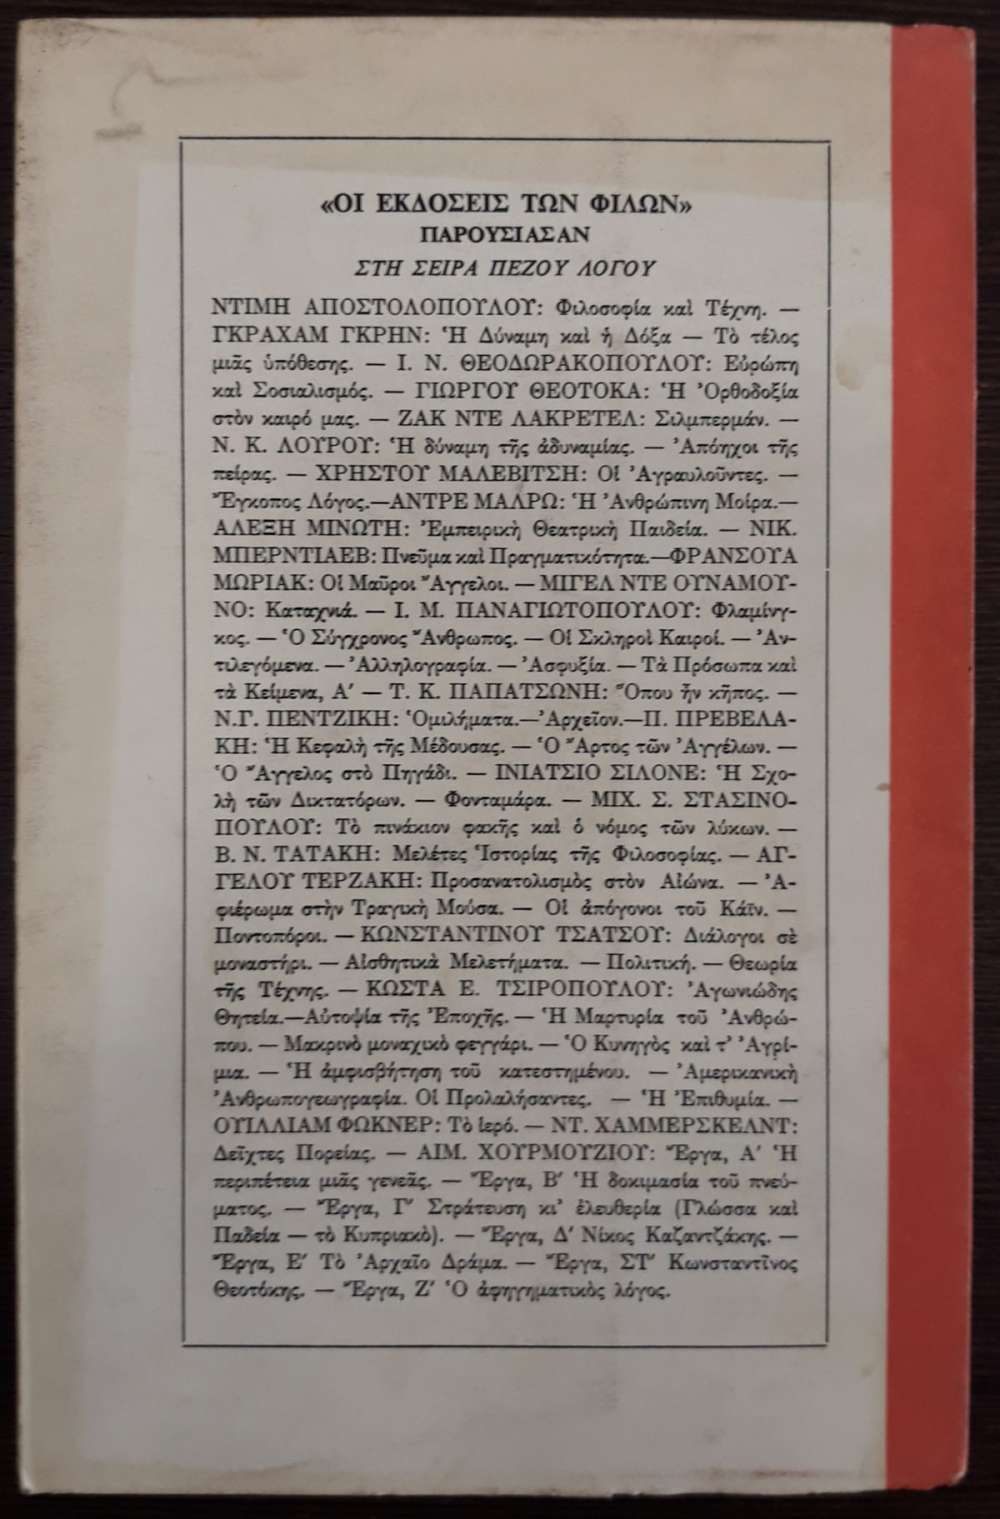 «ΟΙ ΕΚΔΟΣΕΙΣ ΤΩΝ ΦΙΛΩΝ»
ΠΑΡΟΥΣΙΑΣΑΝ
ΣΤΗ ΣΕΙΡΑ ΠΕΖΟΥ ΛΟΓΟΥ
ΝΤΙΜΗ ΑΠΟΣΤΟΛΟΠΟΥΛΟΥ: Φιλοσοφία καὶ Τέχνη. —
ΓΚΡΑΧΑΜ ΓΚΡΗΝ: Ἡ Δύναμη καὶ ἡ Δόξα — Τὸ τέλος
μιᾶς ὑπόθεσης. — Ι. Ν. ΘΕΟΔΩΡΑΚΟΠΟΥΛΟΥ: Εὐρώπη
καὶ Σοσιαλισμός. — ΓΙΩΡΓΟΥ ΘΕΟΤΟΚΑ: Ἡ Ὀρθοδοξία
στὸν καιρό μας. — ΖΑΚ ΝΤΕ ΛΑΚΡΕΤΕΛ: Σιλμπερμάν. —
Ν. Κ. ΛΟΥΡΟΥ: Ἡ δύναμη τῆς ἀδυναμίας. — Ἀπόηχοι τῆς
πείρας. — ΧΡΗΣΤΟΥ ΜΑΛΕΒΙΤΣΗ: Οἱ Ἀγραυλοῦντες. —
Ἔγκοπος Λόγος.—ΑΝΤΡΕ ΜΑΛΡΩ: Ἡ Ἀνθρώπινη Μοίρα.—
ΑΛΕΞΗ ΜΙΝΩΤΗ: Ἐμπειρικὴ Θεατρικὴ Παιδεία. — ΝΙΚ.
ΜΠΕΡΝΤΙΑΕΒ: Πνεῦμα καὶ Πραγματικότητα.—ΦΡΑΝΣΟΥΑ
ΜΩΡΙΑΚ: Οἱ Μαῦροι Ἄγγελοι. — ΜΙΓΕΛ ΝΤΕ ΟΥΝΑΜΟΥ-
ΝΟ: Καταχνιά. — Ι. Μ. ΠΑΝΑΓΙΩΤΟΠΟΥΛΟΥ: Φλαμίνγ-
κος. — Ὁ Σύγχρονος Ἄνθρωπος. — Οἱ Σκληροὶ Καιροί. — Ἀν-
τιλεγόμενα. — Ἀλληλογραφία. — Ἀσφυξία. — Τὰ Πρόσωπα καὶ
τὰ Κείμενα, Α′ — Τ. Κ. ΠΑΠΑΤΣΩΝΗ: Ὅπου ἦν κῆπος. —
Ν.Γ. ΠΕΝΤΖΙΚΗ: Ὁμιλήματα.—Ἀρχεῖον.—Π. ΠΡΕΒΕΛΑ-
ΚΗ: Ἡ Κεφαλὴ τῆς Μέδουσας. — Ὁ Ἄρτος τῶν Ἀγγέλων. —
Ὁ Ἄγγελος στὸ Πηγάδι. — ΙΝΙΑΤΣΙΟ ΣΙΛΟΝΕ: Ἡ Σχο-
λὴ τῶν Δικτατόρων. — Φονταμάρα. — ΜΙΧ. Σ. ΣΤΑΣΙΝΟ-
ΠΟΥΛΟΥ: Τὸ πινάκιον φακῆς καὶ ὁ νόμος τῶν λύκων. —
Β. Ν. ΤΑΤΑΚΗ: Μελέτες Ἱστορίας τῆς Φιλοσοφίας. — ΑΓ-
ΓΕΛΟΥ ΤΕΡΖΑΚΗ: Προσανατολισμὸς στὸν Αἰώνα. — Ἀ-
φιέρωμα στὴν Τραγικὴ Μούσα. — Οἱ ἀπόγονοι τοῦ Κάϊν. —
Ποντοπόροι. — ΚΩΝΣΤΑΝΤΙΝΟΥ ΤΣΑΤΣΟΥ: Διάλογοι σὲ
μοναστήρι. — Αἰσθητικὰ Μελετήματα. — Πολιτική. — Θεωρία
τῆς Τέχνης. — ΚΩΣΤΑ Ε. ΤΣΙΡΟΠΟΥΛΟΥ: Ἀγωνιώδης
Θητεία.—Αὐτοψία τῆς Ἐποχῆς. — Ἡ Μαρτυρία τοῦ Ἀνθρώ-
που. — Μακρινὸ μοναχικὸ φεγγάρι. — Ὁ Κυνηγὸς καὶ τ' Ἀγρί-
μια. — Ἡ ἀμφισβήτηση τοῦ κατεστημένου. — Ἀμερικανικὴ
Ἀνθρωπογεωγραφία. Οἱ Προλαλήσαντες. — Ἡ Ἐπιθυμία. —
ΟΥΙΛΛΙΑΜ ΦΩΚΝΕΡ: Τὸ ἱερό. — ΝΤ. ΧΑΜΜΕΡΣΚΕΛΝΤ:
Δεῖχτες Πορείας. — ΑΙΜ. ΧΟΥΡΜΟΥΖΙΟΥ: Ἔργα, Α′ Ἡ
περιπέτεια μιᾶς γενεᾶς. — Ἔργα, Β′ Ἡ δοκιμασία τοῦ πνεύ-
ματος. — Ἔργα, Γ′ Στράτευση κι' ἐλευθερία (Γλώσσα καὶ
Παδεία — τὸ Κυπριακὸ). — Ἔργα, Δ′ Νίκος Καζαντζάκης. —
Ἔργα, Ε′ Τὸ Ἀρχαῖο Δράμα. — Ἔργα, ΣΤ′ Κωνσταντῖνος
Θεοτόκης. — Ἔργα, Ζ′ Ὁ ἀφηγηματικὸς λόγος.